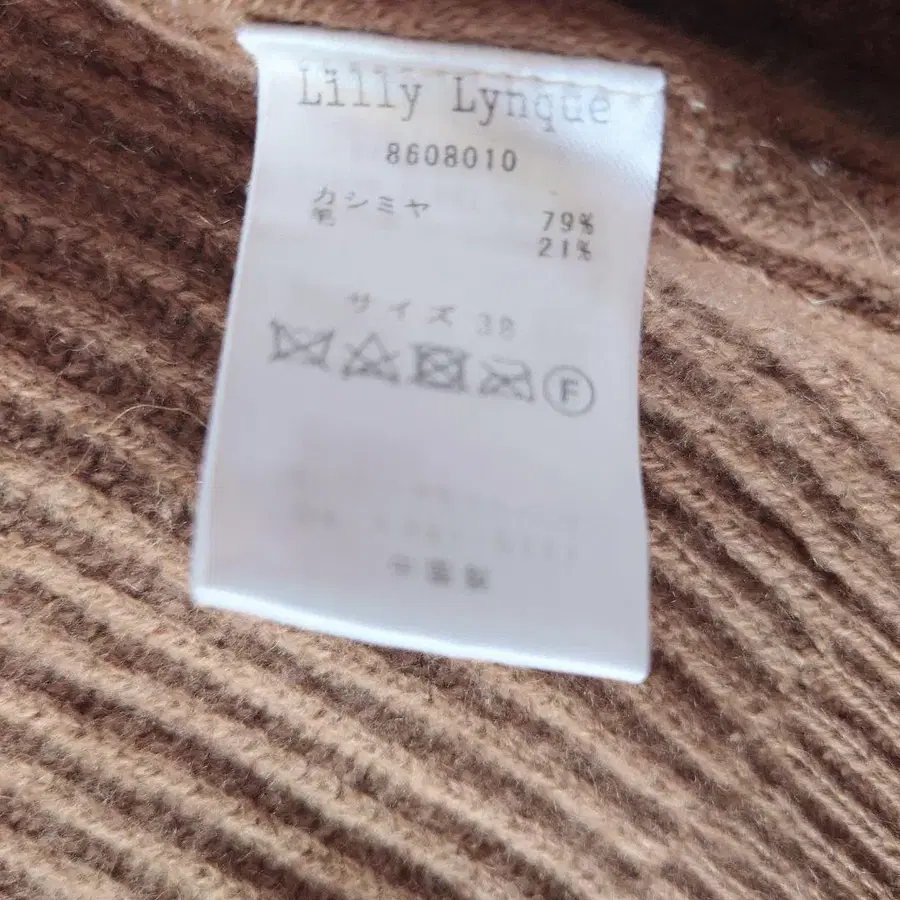 Lilly Lynque
8608010
カシミヤ 79%
毛 21%
サイズ 38
F
中国製